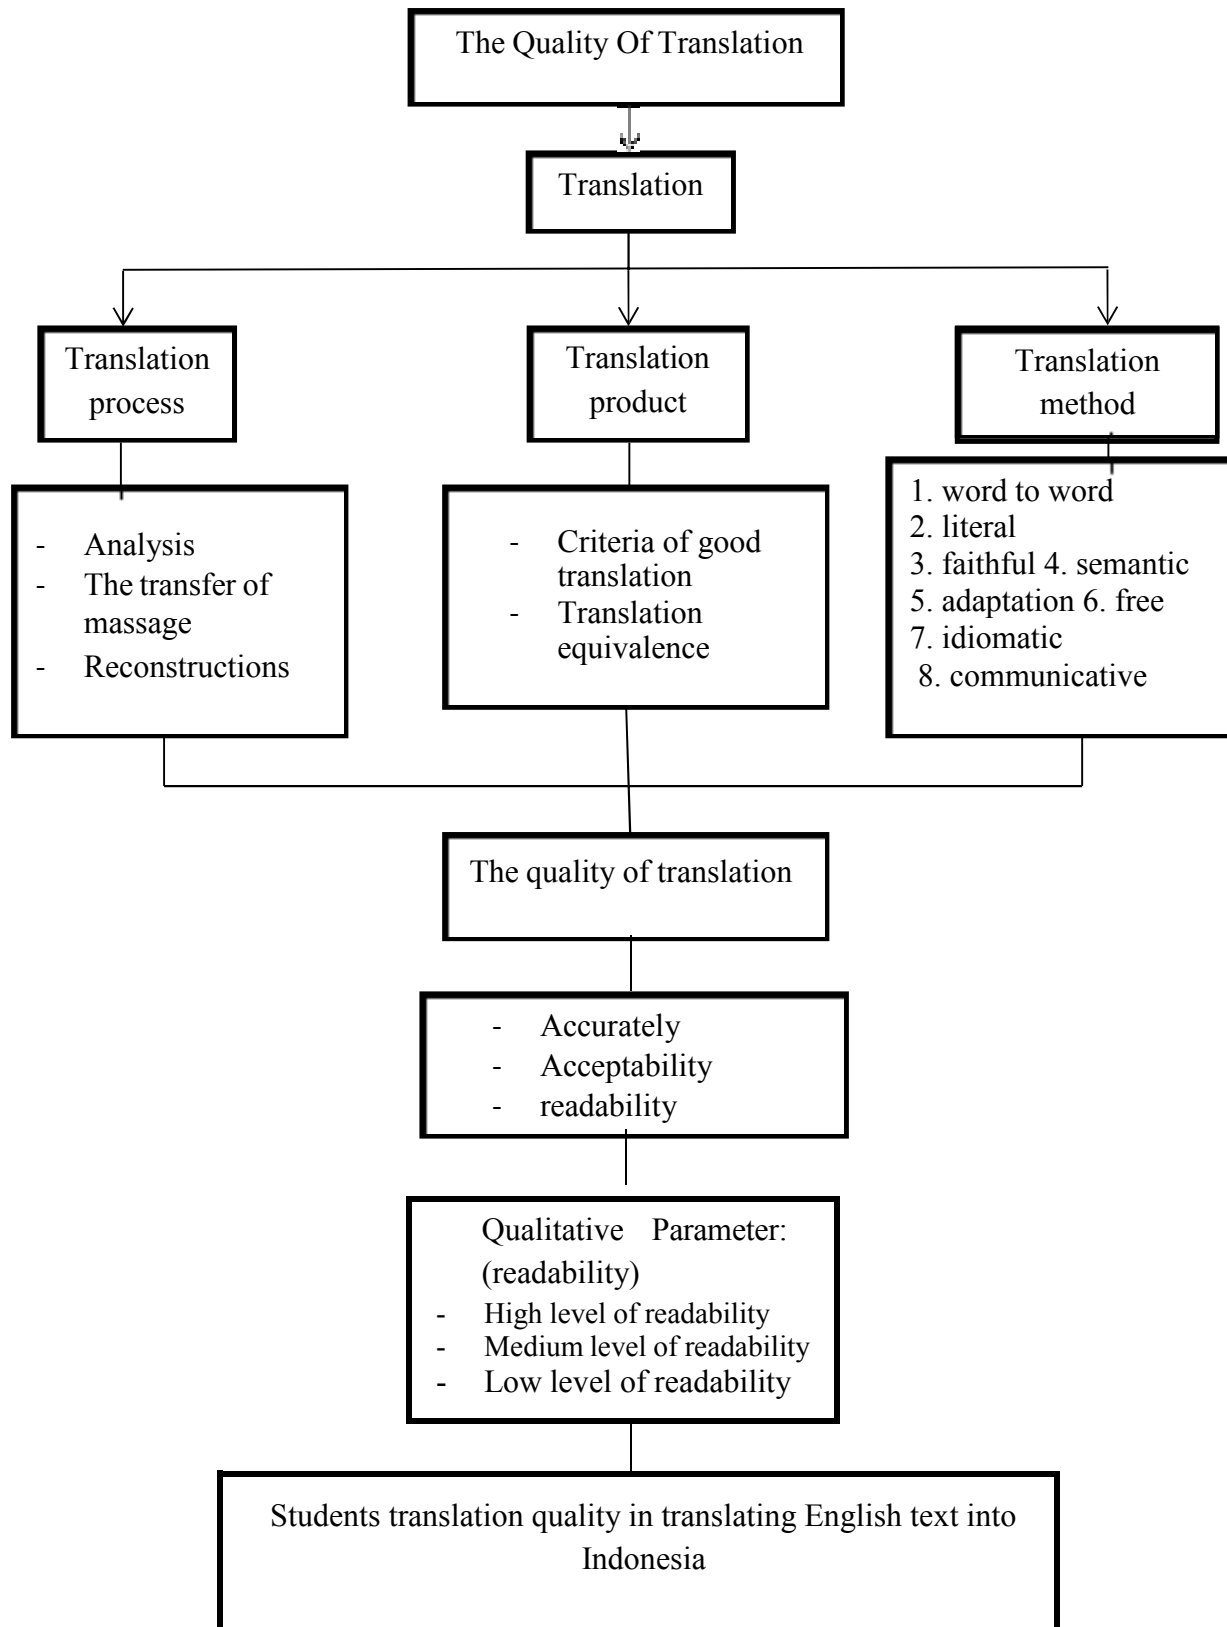 The Quality Of Translation
Translation
Translation
process
Translation
product
Translation
method
- Analysis
- The transfer of
massage
- Reconstructions
- Criteria of good
translation
- Translation
equivalence
1. word to word
2. literal
3. faithful 4. semantic
5. adaptation 6. free
7. idiomatic
8. communicative
The quality of translation
- Accurately
- Acceptability
- readability
Qualitative Parameter:
(readability)
- High level of readability
- Medium level of readability
- Low level of readability
Students translation quality in translating English text into
Indonesia